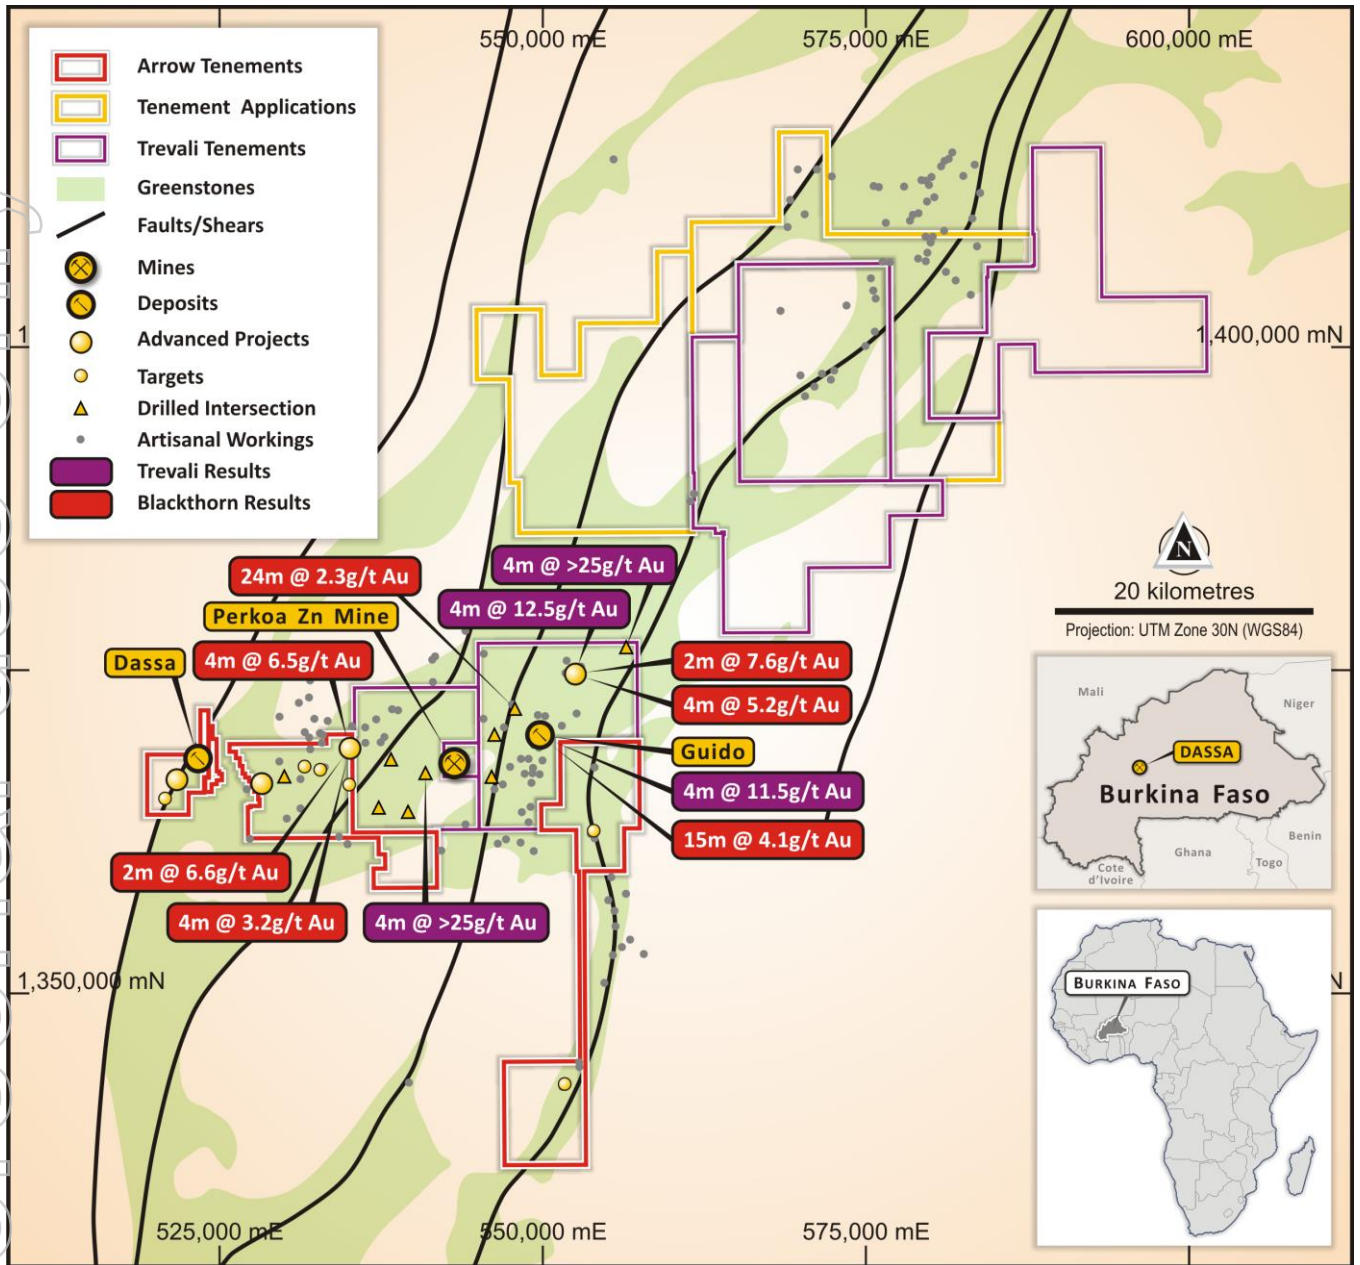 550,000 mE
575,000 mE
600,000 mE
Arrow Tenements
Tenement Applications
Trevali Tenements
Greenstones
Faults/Shears
Mines
Deposits
Advanced Projects
Targets
Drilled Intersection
Artisanal Workings
Trevali Results
Blackthorn Results
1
1,400,000 mN
N
20 kilometres
Projection: UTM Zone 30N (WGS84)
4m @ >25g/t Au
24m @ 2.3g/t Au
4m @ 12.5g/t Au
Perkoa Zn Mine
Dassa
4m @ 6.5g/t Au
2m @ 7.6g/t Au
4m @ 5.2g/t Au
Guido
4m @ 11.5g/t Au
15m @ 4.1g/t Au
2m @ 6.6g/t Au
4m @ 3.2g/t Au
4m @ >25g/t Au
Mali
Niger
DASSA
Burkina Faso
Benin
Ghana
Togo
Cote
d'Ivoire
1,350,000 mN
N
BURKINA FASO
525,000 mE
550,000 mE
575,000 mE